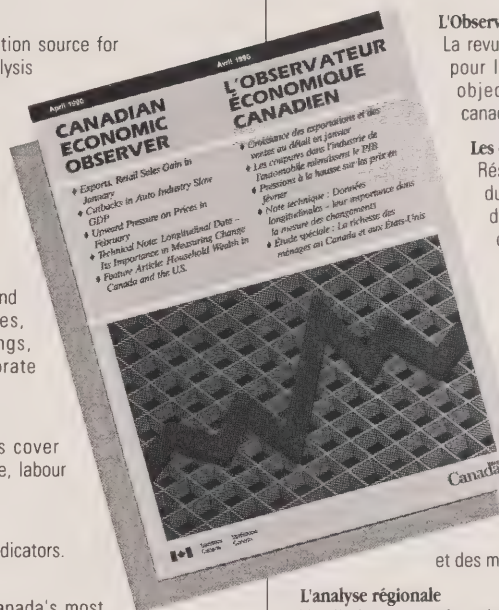 tion source for
lysis
nd
es,
ngs,
orate
s cover
e, labour
dicators.
anada's most
April 1990
CANADIAN
ECONOMIC
OBSERVER
♦ Exports, Retail Sales Gain in
January
♦ Cutbacks in Auto Industry Slow
GDP
♦ Upward Pressure on Prices in
February
♦ Technical Note: Longitudinal Data –
Its Importance in Measuring Change
♦ Feature Article: Household Wealth in
Canada and the U.S.
Avril 1990
L'OBSERVATEUR
ÉCONOMIQUE
CANADIEN
♦ Croissance des exportations et des
ventes au détail en janvier
♦ Les coupures dans l'industrie de
l'automobile ralentissent le PIB
♦ Pressions à la hausse sur les prix en
février
♦ Note technique : Données
longitudinales – leur importance dans
la mesure des changements
♦ Étude spéciale : La richesse des
ménages au Canada et aux États-Unis
Statistics
Canada
Statistique
Canada
Canada
L'Observ
La revu
pour l
objec
cana
Les
Rés
du
d
et des m
L'analyse régionale